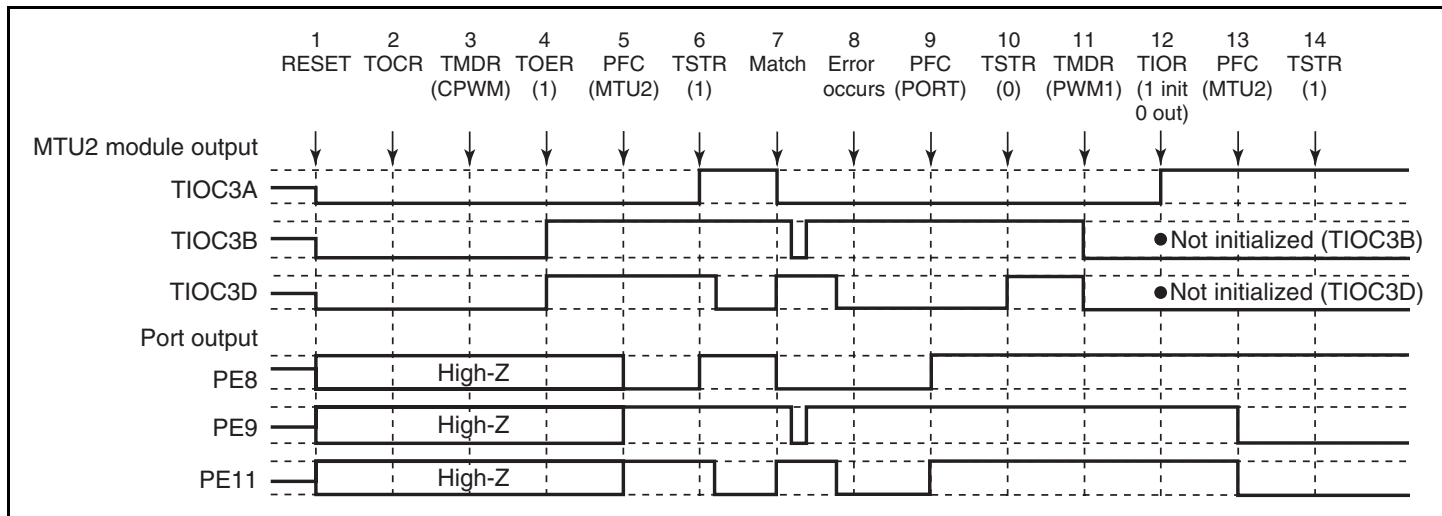 1 2 3 4 5 6 7 8 9 10 11 12 13 14
RESET TOCR TMDR TOER PFC TSTR Match Error PFC TSTR TMDR TIOR PFC TSTR
(CPWM) (1) (MTU2) (1) occurs (PORT) (0) (PWM1) (1 init (MTU2) (1)
0 out)
MTU2 module output
TIOC3A
TIOC3B ●Not initialized (TIOC3B)
TIOC3D ●Not initialized (TIOC3D)
Port output
PE8 High-Z
PE9 High-Z
PE11 High-Z